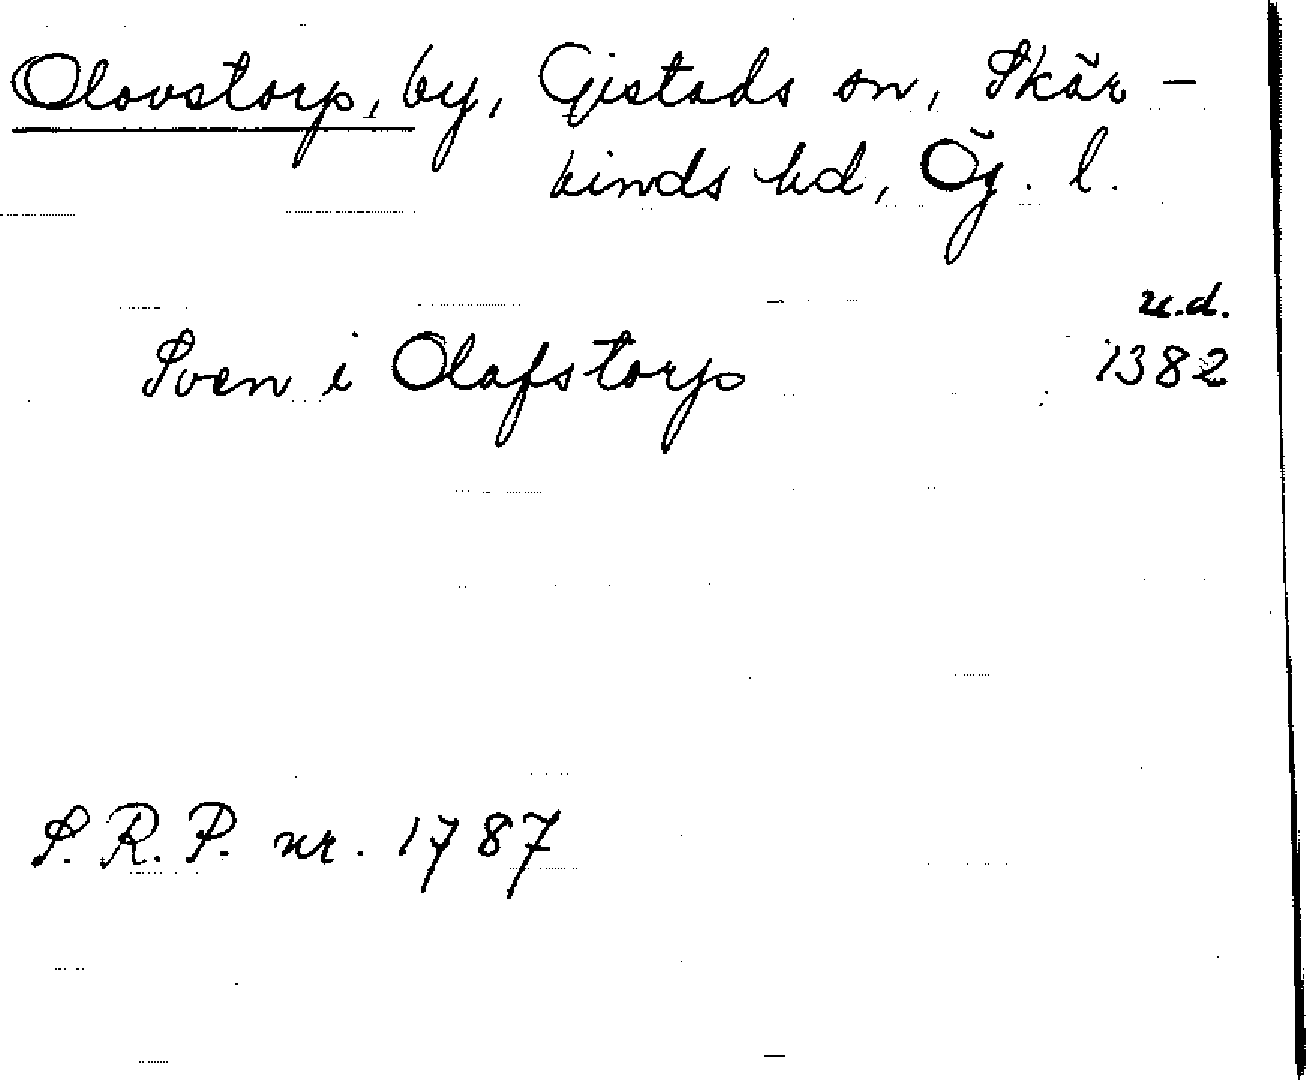 Olovstorp, by, Gistads sn, Skär-
kinds hd, Ög. l.
u.d.
Sven i Olafstorp 1382
S.R.P. nr. 1787